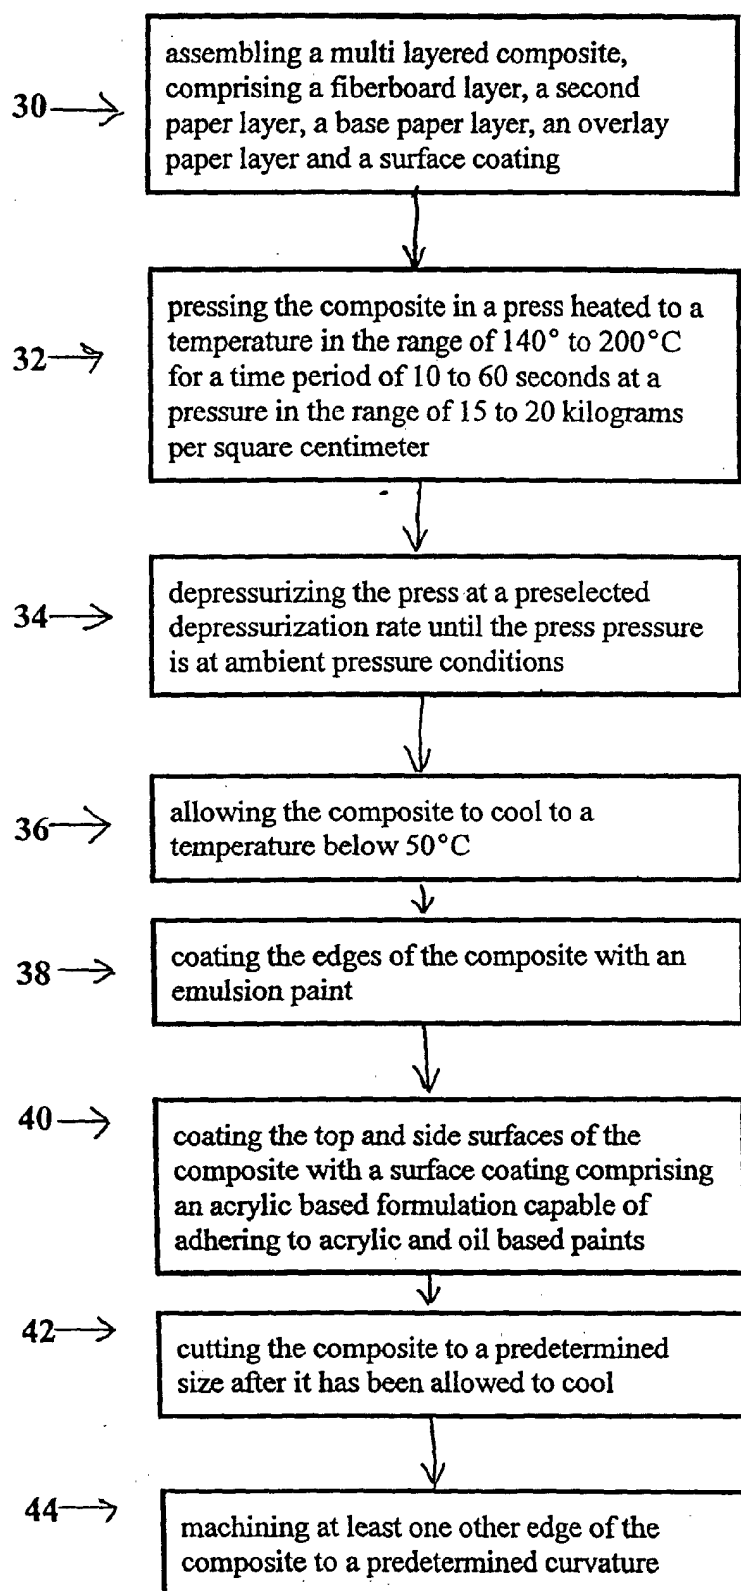 assembling a multi layered composite,
comprising a fiberboard layer, a second
30
paper layer, a base paper layer, an overlay
paper layer and a surface coating
pressing the composite in a press heated to a
temperature in the range of 140° to 200°C
32
for a time period of 10 to 60 seconds at a
pressure in the range of 15 to 20 kilograms
per square centimeter
depressurizing the press at a preselected
34
depressurization rate until the press pressure
is at ambient pressure conditions
allowing the composite to cool to a
36
temperature below 50°C
coating the edges of the composite with an
38
emulsion paint
40
coating the top and side surfaces of the
composite with a surface coating comprising
an acrylic based formulation capable of
adhering to acrylic and oil based paints
42
cutting the composite to a predetermined
size after it has been allowed to cool
44
machining at least one other edge of the
composite to a predetermined curvature